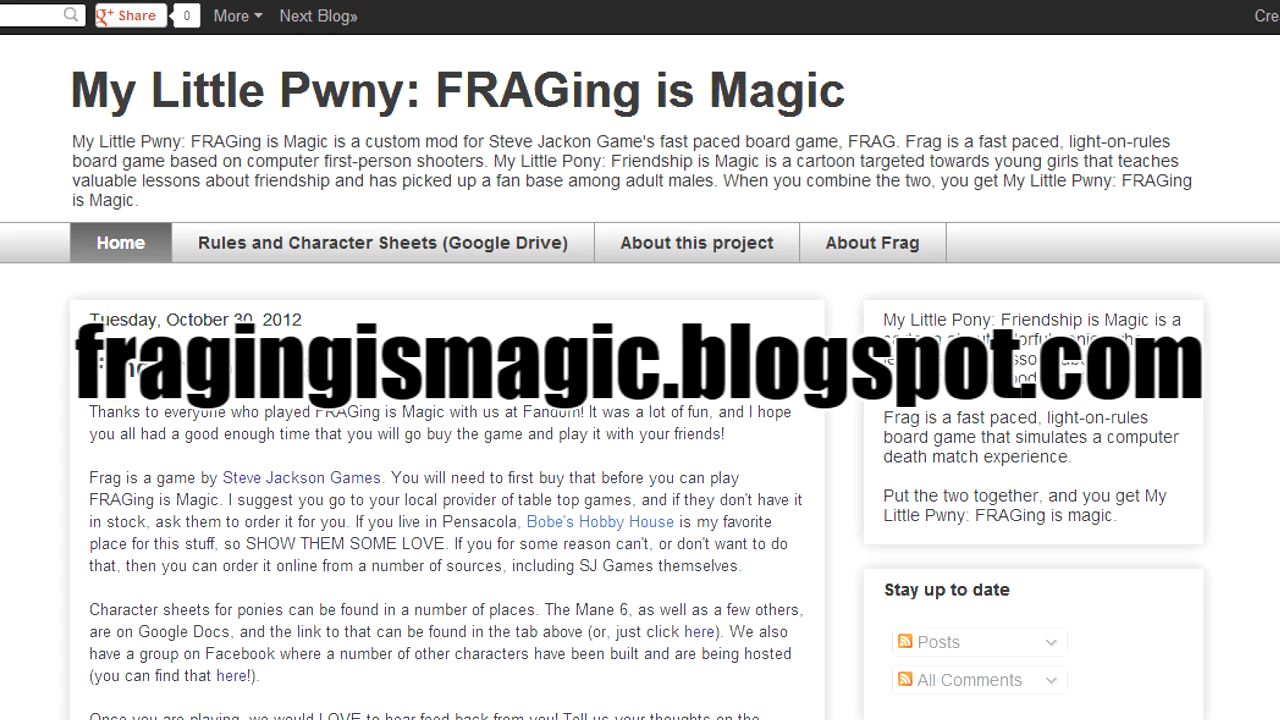 Share 0 More Next Blog» Cre
My Little Pwny: FRAGing is Magic
My Little Pwny: FRAGing is Magic is a custom mod for Steve Jackon Game's fast paced board game, FRAG. Frag is a fast paced, light-on-rules
board game based on computer first-person shooters. My Little Pony: Friendship is Magic is a cartoon targeted towards young girls that teaches
valuable lessons about friendship and has picked up a fan base among adult males. When you combine the two, you get My Little Pwny: FRAGing
is Magic.
Home Rules and Character Sheets (Google Drive) About this project About Frag
Tuesday, October 30, 2012
fragingismagic.blogspot.com
Thanks to everyone who played FRAGing is Magic with us at Fandom! It was a lot of fun, and I hope
you all had a good enough time that you will go buy the game and play it with your friends!
Frag is a game by Steve Jackson Games. You will need to first buy that before you can play
FRAGing is Magic. I suggest you go to your local provider of table top games, and if they don't have it
in stock, ask them to order it for you. If you live in Pensacola, Bobe's Hobby House is my favorite
place for this stuff, so SHOW THEM SOME LOVE. If you for some reason can't, or don't want to do
that, then you can order it online from a number of sources, including SJ Games themselves.
Character sheets for ponies can be found in a number of places. The Mane 6, as well as a few others,
are on Google Docs, and the link to that can be found in the tab above (or, just click here). We also
have a group on Facebook where a number of other characters have been built and are being hosted
(you can find that here!).
Once you are playing, we would LOVE to hear feed back from you! Tell us your thoughts on the
My Little Pony: Friendship is Magic is a
Frag is a fast paced, light-on-rules
board game that simulates a computer
death match experience.
Put the two together, and you get My
Little Pwny: FRAGing is magic.
Stay up to date
Posts
All Comments